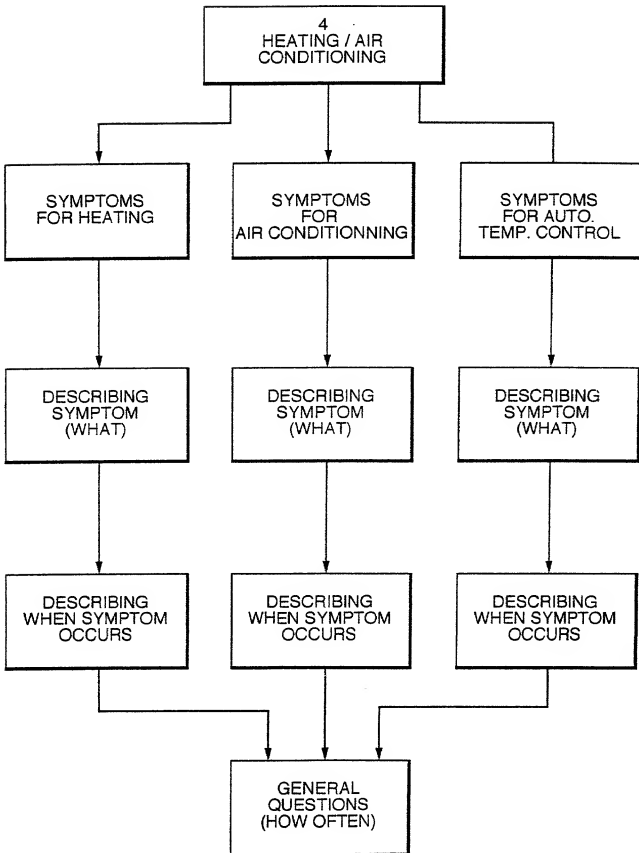 4
HEATING / AIR
CONDITIONING
SYMPTOMS
FOR HEATING
SYMPTOMS
FOR
AIR CONDITIONNING
SYMPTOMS
FOR AUTO.
TEMP. CONTROL
DESCRIBING
SYMPTOM
(WHAT)
DESCRIBING
SYMPTOM
(WHAT)
DESCRIBING
SYMPTOM
(WHAT)
DESCRIBING
WHEN SYMPTOM
OCCURS
DESCRIBING
WHEN SYMPTOM
OCCURS
DESCRIBING
WHEN SYMPTOM
OCCURS
GENERAL
QUESTIONS
(HOW OFTEN)